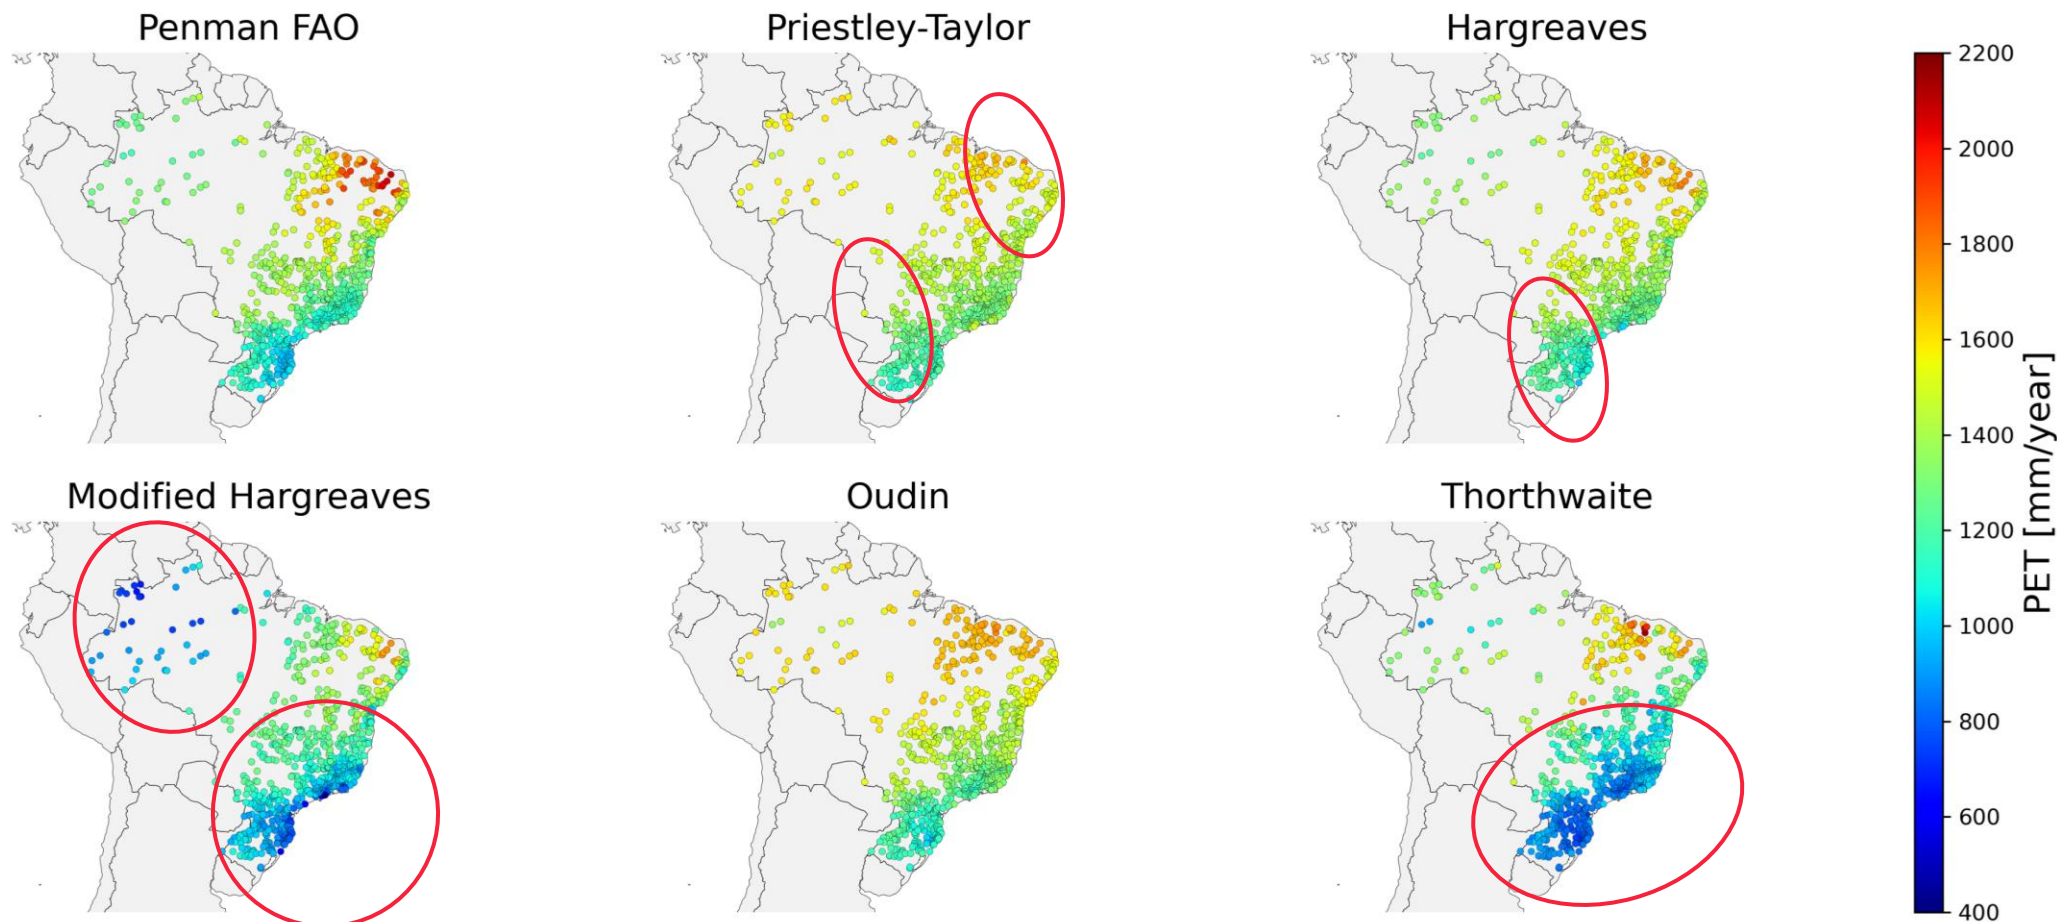 Penman FAO
Priestley-Taylor
Hargreaves
Modified Hargreaves
Oudin
Thorthwaite
2200
2000
1800
1600
1400
1200
1000
800
600
400
PET [mm/year]